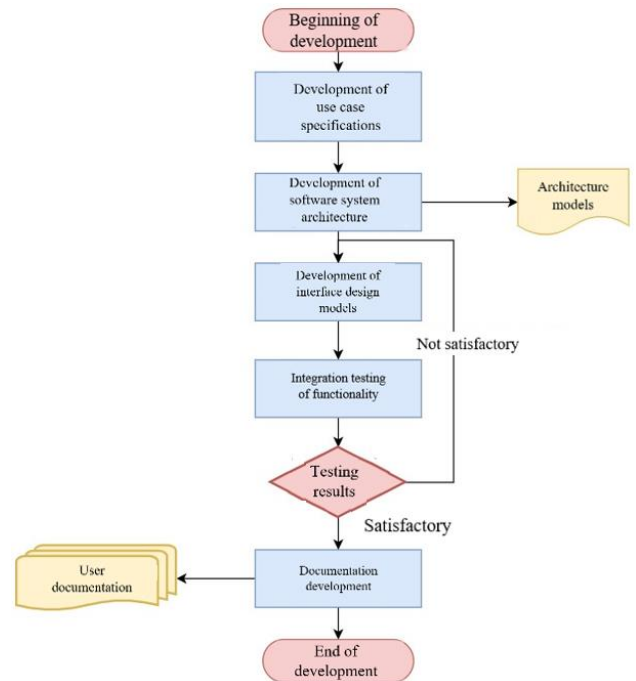 Beginning of
development
Development of
use case
specifications
Development of
software system
architecture
Architecture
models
Development of
interface design
models
Not satisfactory
Integration testing
of functionality
Testing
results
Satisfactory
User
documentation
Documentation
development
End of
development